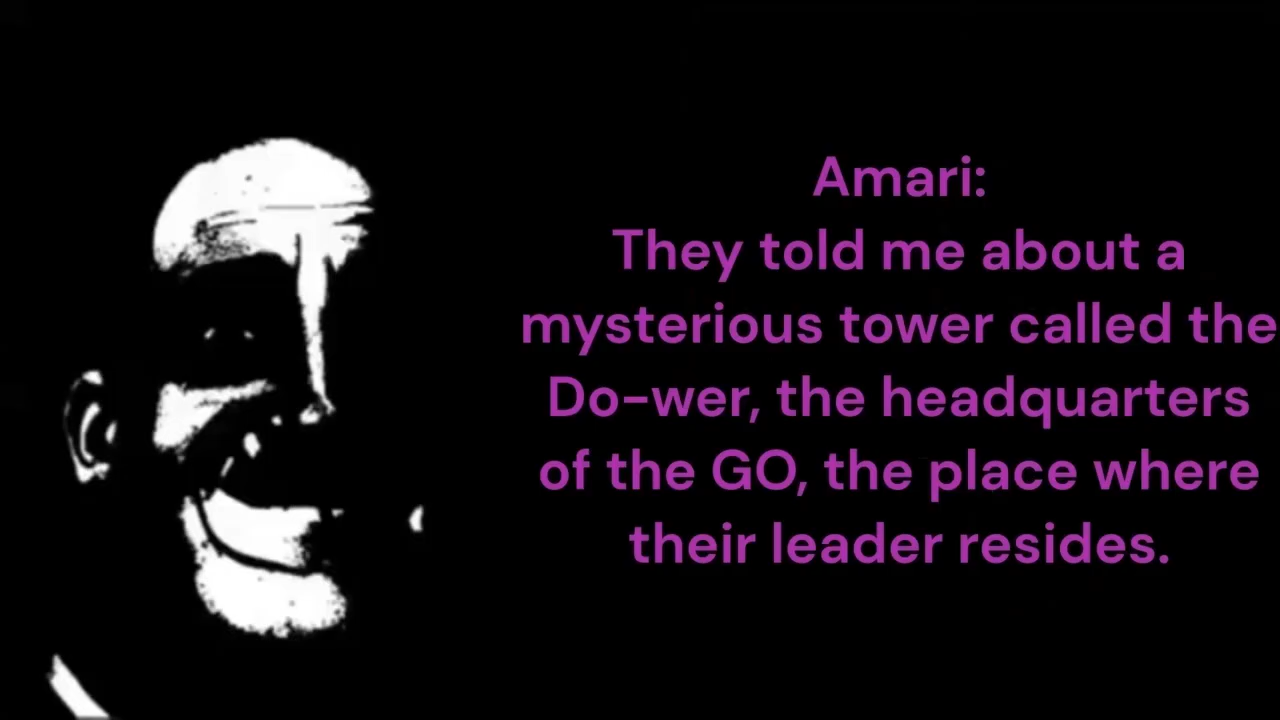 Amari:
They told me about a
mysterious tower called the
Do-wer, the headquarters
of the GO, the place where
their leader resides.